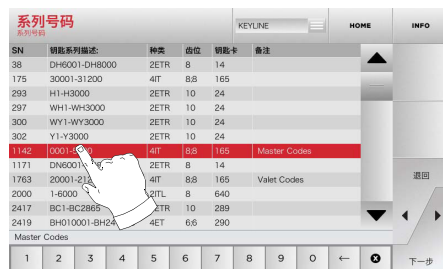 系列号码
系列号码
KEYLINE
HOME
INFO
SN 钥匙系列描述: 种类 齿位 钥匙卡 备注
38 DH6001-DH8000 2ETR 8 14
175 30001-31200 4IT 8;8 165
293 H1-H3000 2ETR 10 24
297 WH1-WH3000 2ETR 10 24
300 WY1-WY3000 2ETR 10 24
302 Y1-Y3000 2ETR 10 24
1142 4IT 8;8 165 Master Codes
1171 2ETR 8 14
1763 4IT 8;8 165 Valet Codes
2000 1-6000 2ITL 8 640
2417 BC1-BC2865 2ETR 10 289
2419 4ET 6;6 290
Master Codes
退回
1 2 3 4 5 6 7 8 9 0 ←
下一步